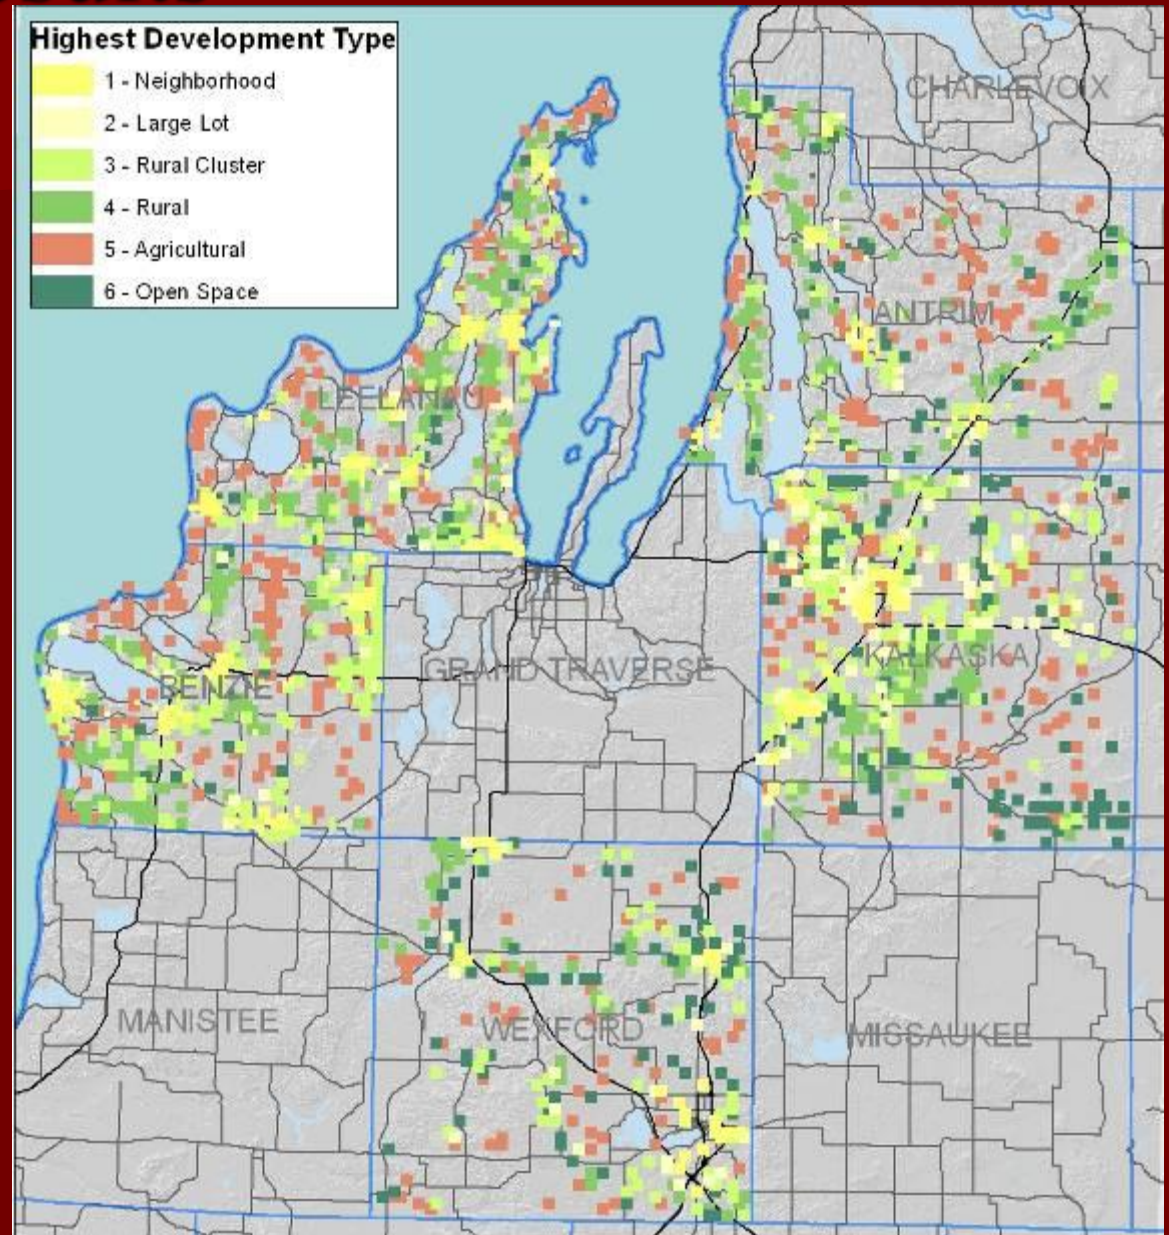 Highest Development Type
1 - Neighborhood
2 - Large Lot
3 - Rural Cluster
4 - Rural
5 - Agricultural
6 - Open Space
CHARLEVOIX
ANTRIM
LEELANAU
GRAND TRAVERSE
KALKASKA
BENZIE
MANISTEE
WEXFORD
MISSAUKEE